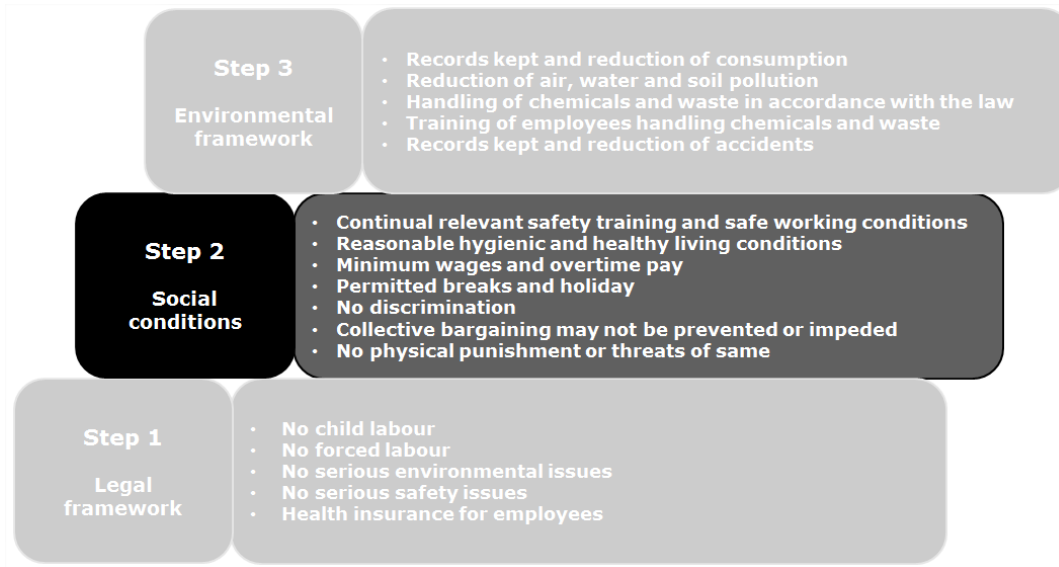 Step 3
Environmental
framework
• Records kept and reduction of consumption
• Reduction of air, water and soil pollution
• Handling of chemicals and waste in accordance with the law
• Training of employees handling chemicals and waste
• Records kept and reduction of accidents
Step 2
Social
conditions
• Continual relevant safety training and safe working conditions
• Reasonable hygienic and healthy living conditions
• Minimum wages and overtime pay
• Permitted breaks and holiday
• No discrimination
• Collective bargaining may not be prevented or impeded
• No physical punishment or threats of same
Step 1
Legal
framework
• No child labour
• No forced labour
• No serious environmental issues
• No serious safety issues
• Health insurance for employees